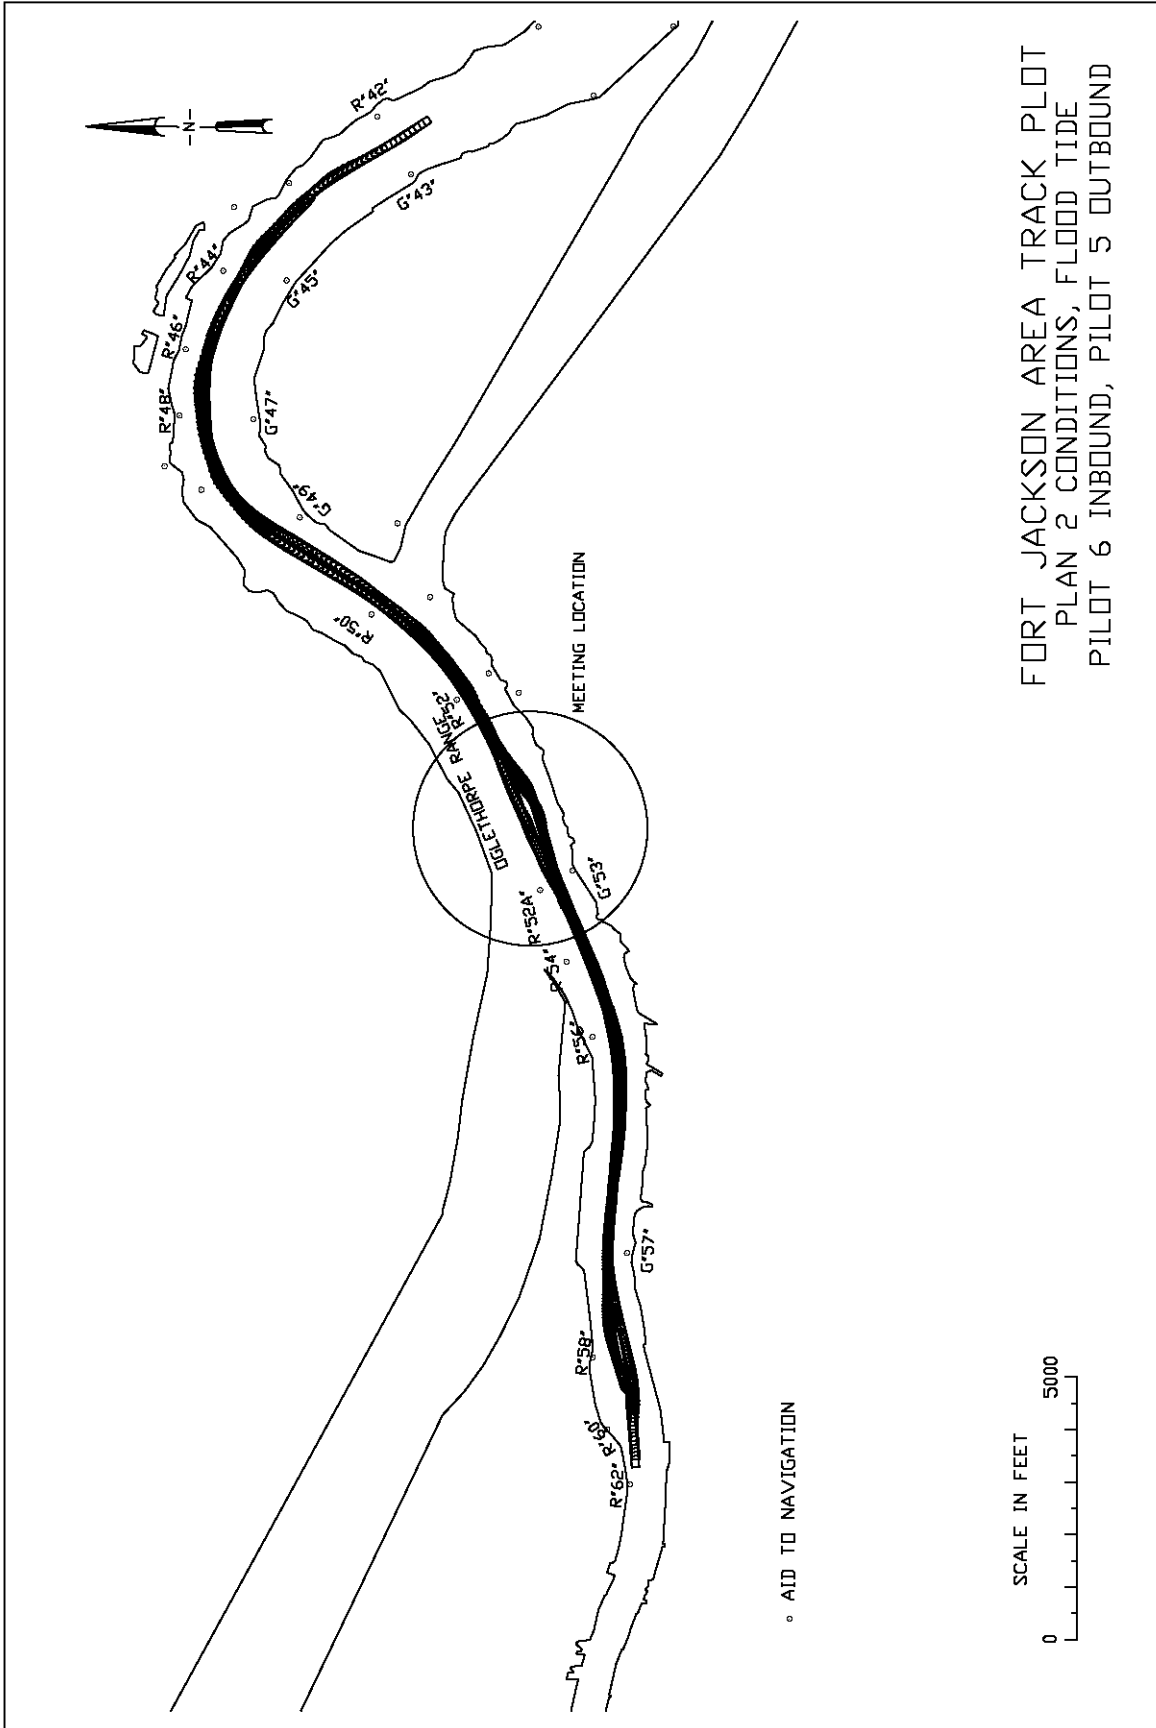 R"42"
-N-
R"44"
G"43"
R"46"
G"45"
R"48"
G"47"
G"49"
R"50"
R"52"
OGLETHORPE RANGE
MEETING LOCATION
R"52A"
G"53"
R"54"
R"56"
G"57"
R"58"
R"60"
R"62"
∘ AID TO NAVIGATION
SCALE IN FEET
0 5000
FORT JACKSON AREA TRACK PLOT
PLAN 2 CONDITIONS, FLOOD TIDE
PILOT 6 INBOUND, PILOT 5 OUTBOUND